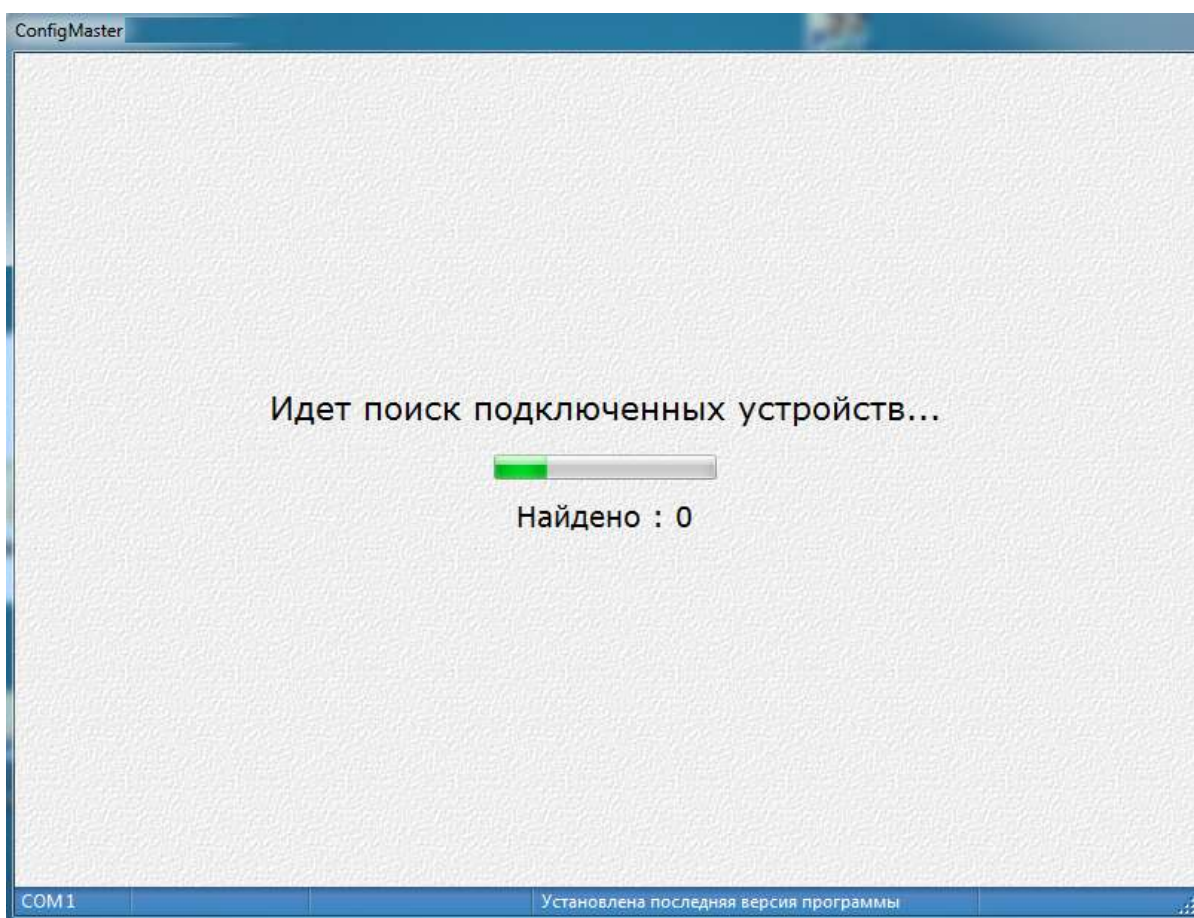 ConfigMaster
Идет поиск подключенных устройств...
Найдено : 0
COM1 Установлена последняя версия программы